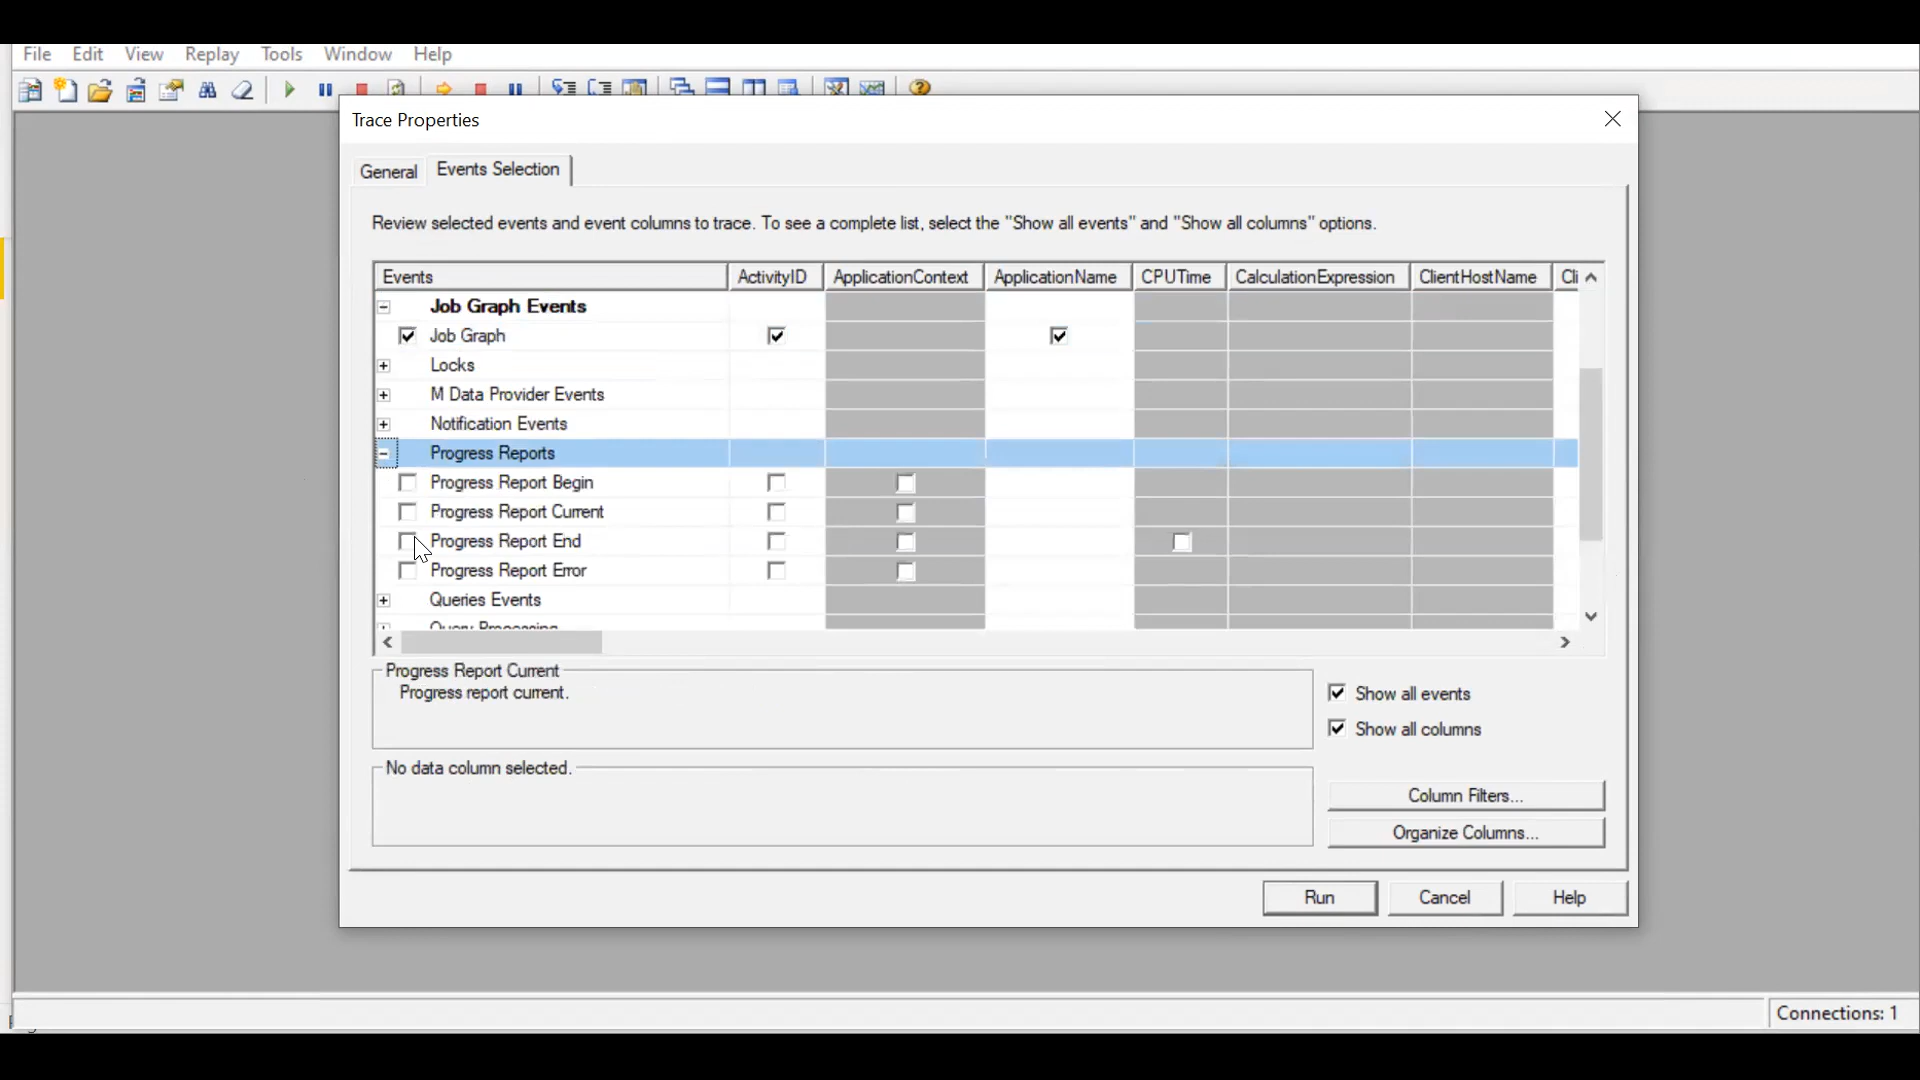 File Edit View Replay Tools Window Help
Trace Properties
General Events Selection
Review selected events and event columns to trace. To see a complete list, select the "Show all events" and "Show all columns" options.
Events ActivityID ApplicationContext ApplicationName CPUTime CalculationExpression ClientHostName Cli
Job Graph Events
Job Graph
Locks
M Data Provider Events
Notification Events
Progress Reports
Progress Report Begin
Progress Report Current
Progress Report End
Progress Report Error
Queries Events
Query Processing
Progress Report Current
Progress report current.
Show all events
Show all columns
No data column selected.
Column Filters...
Organize Columns...
Run Cancel Help
Connections: 1